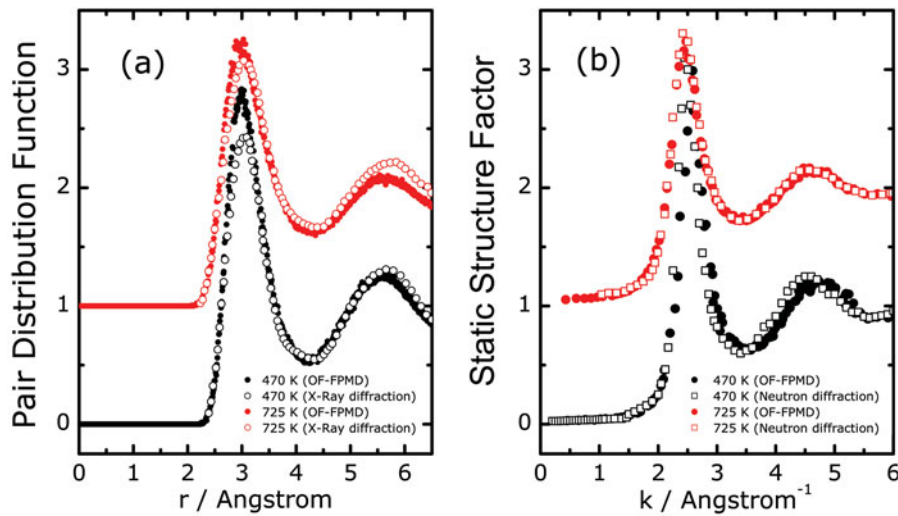 Pair Distribution Function
3
2
1
0
(a)
470 K (OF-FPMD)
470 K (X-Ray diffraction)
725 K (OF-FPMD)
725 K (X-Ray diffraction)
0 1 2 3 4 5 6
r / Angstrom
Static Structure Factor
3
2
1
0
(b)
470 K (OF-FPMD)
470 K (Neutron diffraction)
725 K (OF-FPMD)
725 K (Neutron diffraction)
0 1 2 3 4 5 6
k / Angstrom⁻¹